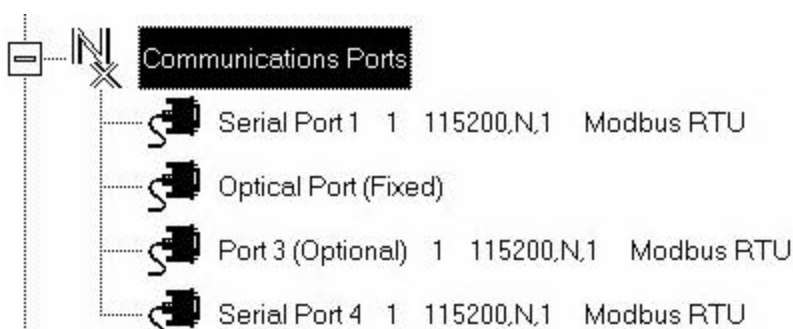 Communications Ports
Serial Port 1 1 115200,N,1 Modbus RTU
Optical Port (Fixed)
Port 3 (Optional) 1 115200,N,1 Modbus RTU
Serial Port 4 1 115200,N,1 Modbus RTU